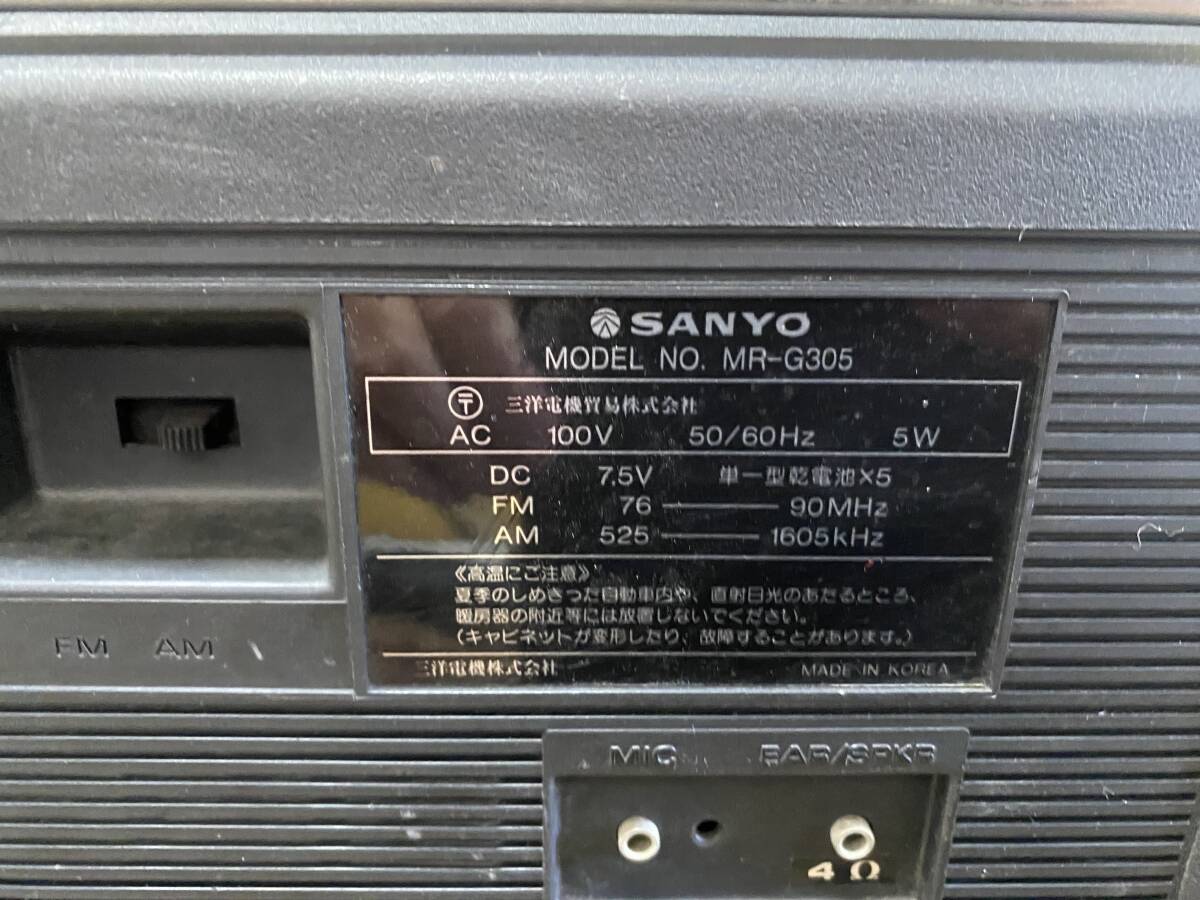 SANYO
MODEL NO. MR-G305
〒 三洋電機貿易株式会社
AC 100V 50/60Hz 5W
DC 7.5V 単一型乾電池×5
FM 76 — 90MHz
AM 525 — 1605kHz
《高温にご注意》
夏季のしめきった自動車内や、直射日光のあたるところ、
暖房器の附近等には放置しないでください。
(キャビネットが変形したり、故障することがあります。)
三洋電機株式会社 MADE IN KOREA
FM AM
MIC EAR/SPKR
4Ω